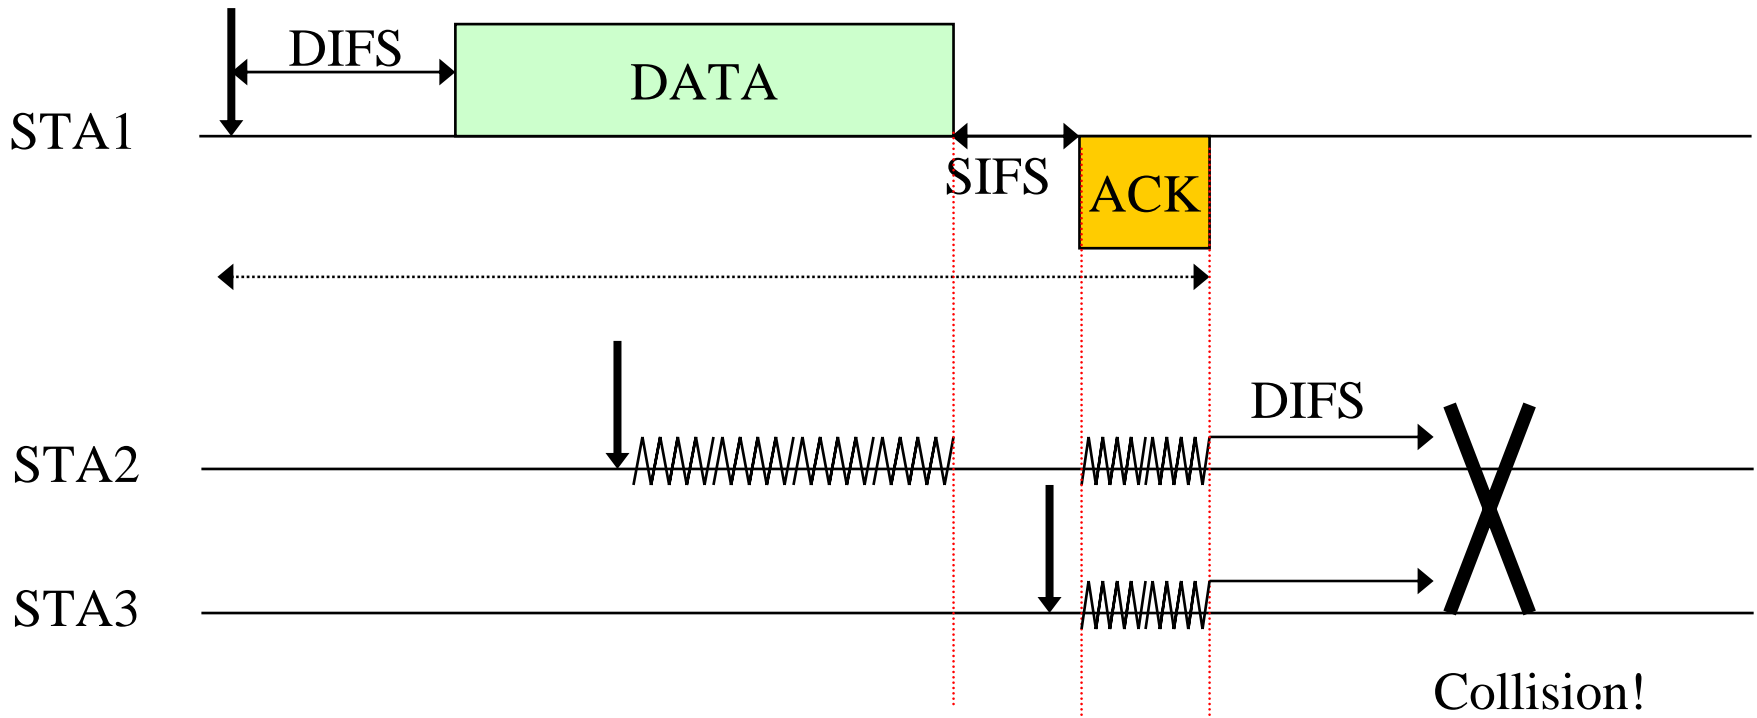 DIFS
DATA
STA1
SIFS
ACK
DIFS
STA2
STA3
Collision!